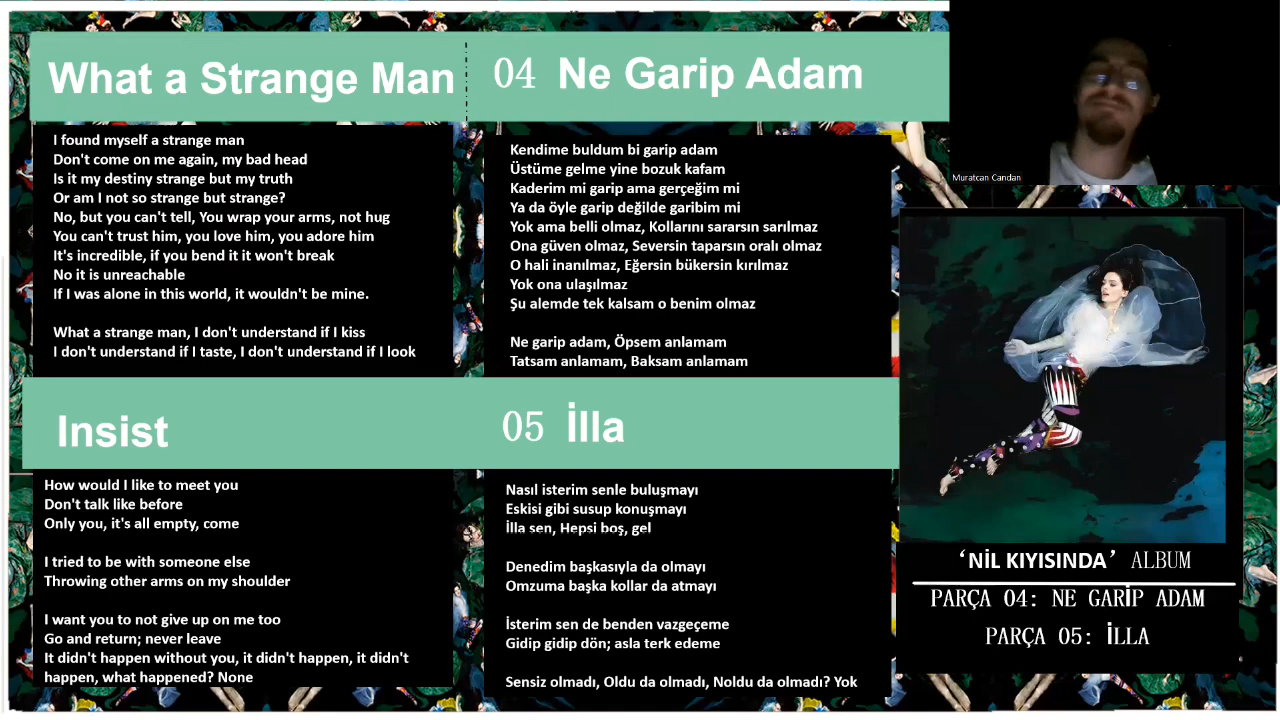 What a Strange Man
04 Ne Garip Adam
I found myself a strange man
Don't come on me again, my bad head
Is it my destiny strange but my truth
Or am I not so strange but strange?
No, but you can't tell, You wrap your arms, not hug
You can't trust him, you love him, you adore him
It's incredible, if you bend it it won't break
No it is unreachable
If I was alone in this world, it wouldn't be mine.
What a strange man, I don't understand if I kiss
I don't understand if I taste, I don't understand if I look
Kendime buldum bi garip adam
Üstüme gelme yine bozuk kafam
Kaderim mi garip ama gerçeğim mi
Ya da öyle garip değilde garibim mi
Yok ama belli olmaz, Kollarını sararsın sarılmaz
Ona güven olmaz, Seversin taparsın oralı olmaz
O hali inanılmaz, Eğersin bükersin kırılmaz
Yok ona ulaşılmaz
Şu alemde tek kalsam o benim olmaz
Ne garip adam, Öpsem anlamam
Tatsam anlamam, Baksam anlamam
Insist
05 İlla
How would I like to meet you
Don't talk like before
Only you, it's all empty, come
I tried to be with someone else
Throwing other arms on my shoulder
I want you to not give up on me too
Go and return; never leave
It didn't happen without you, it didn't happen, it didn't
happen, what happened? None
Nasıl isterim senle buluşmayı
Eskisi gibi susup konuşmayı
İlla sen, Hepsi boş, gel
Denedim başkasıyla da olmayı
Omzuma başka kollar da atmayı
İsterim sen de benden vazgeçeme
Gidip gidip dön; asla terk edeme
Sensiz olmadı, Oldu da olmadı, Noldu da olmadı? Yok
Muratcan Candan
‘NİL KIYISINDA’ ALBUM
PARÇA 04: NE GARİP ADAM
PARÇA 05: İLLA